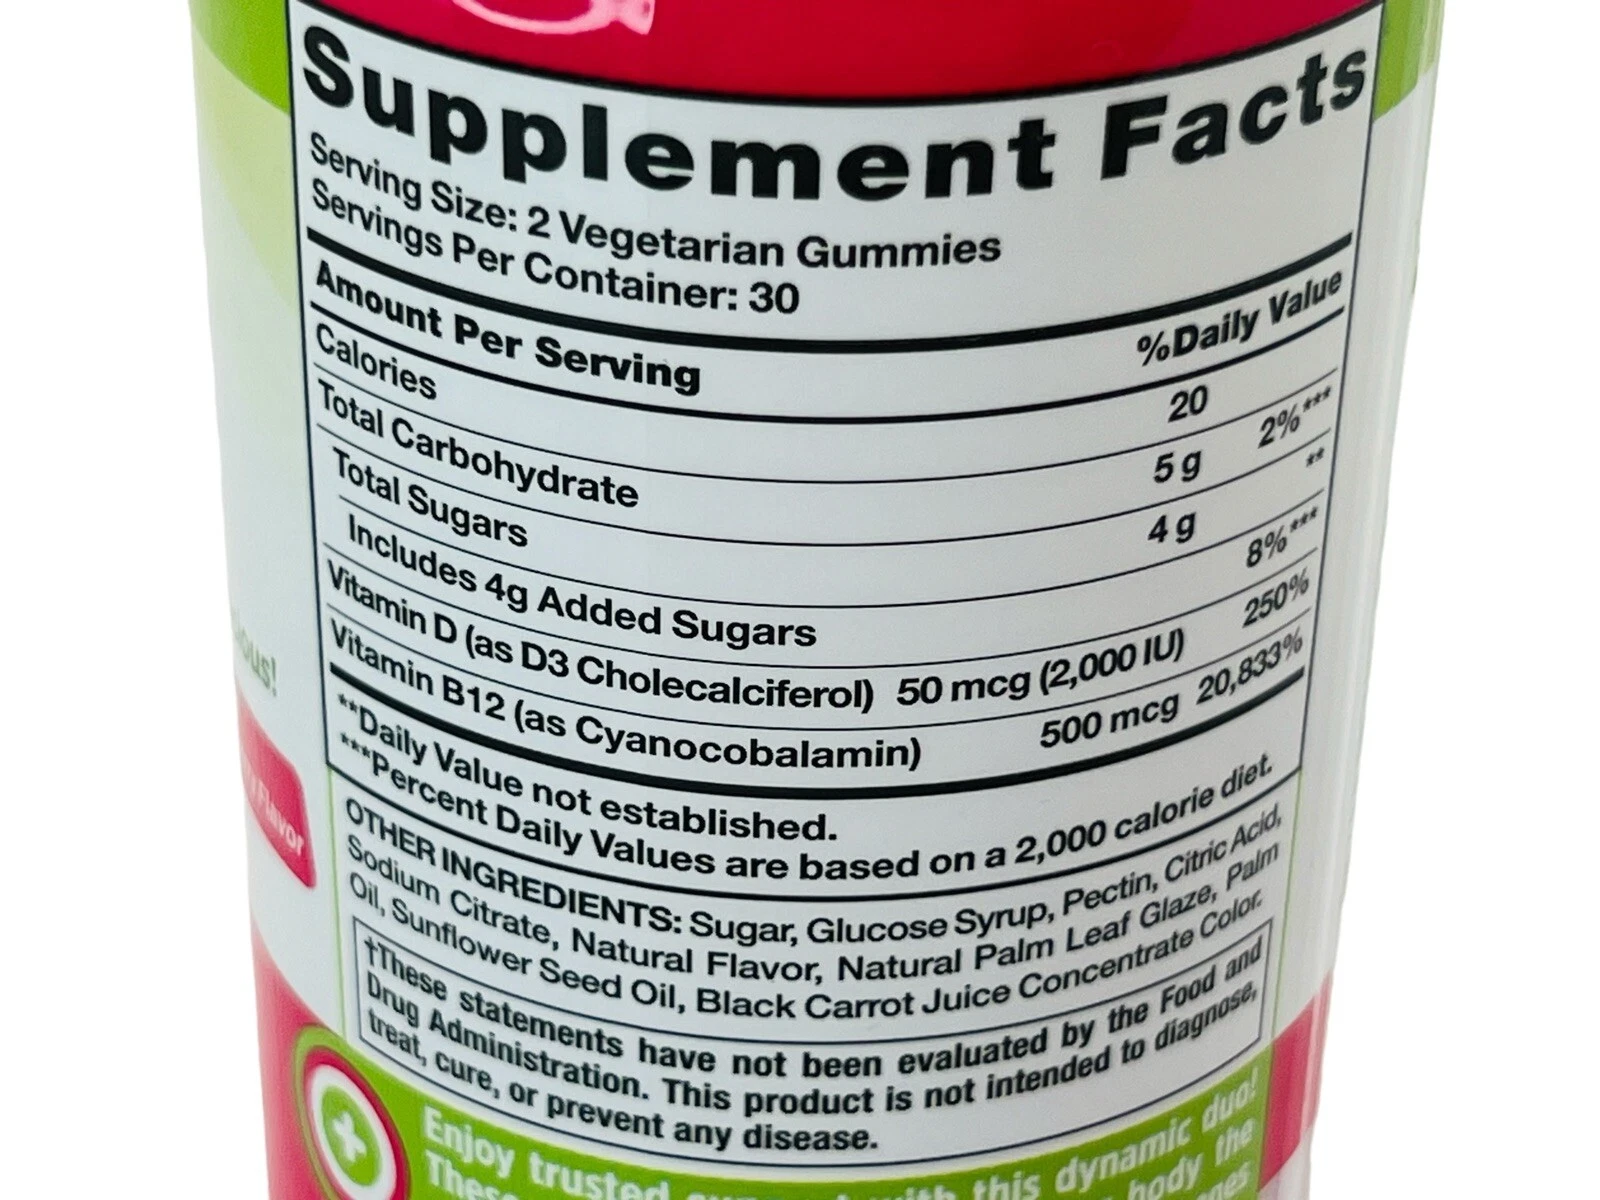 Supplement Facts
Serving Size: 2 Vegetarian Gummies
Servings Per Container: 30
Amount Per Serving %Daily Value
Calories 20
Total Carbohydrate 5 g 2%***
Total Sugars 4 g **
Includes 4g Added Sugars 8%***
Vitamin D (as D3 Cholecalciferol) 50 mcg (2,000 IU) 250%
Vitamin B12 (as Cyanocobalamin) 500 mcg 20,833%
**Daily Value not established.
***Percent Daily Values are based on a 2,000 calorie diet.
OTHER INGREDIENTS: Sugar, Glucose Syrup, Pectin, Citric Acid,
Sodium Citrate, Natural Flavor, Natural Palm Leaf Glaze, Palm
Oil, Sunflower Seed Oil, Black Carrot Juice Concentrate Color.
†These statements have not been evaluated by the Food and
Drug Administration. This product is not intended to diagnose,
treat, cure, or prevent any disease.
Flavor
Enjoy trusted with this dynamic duo!
body the